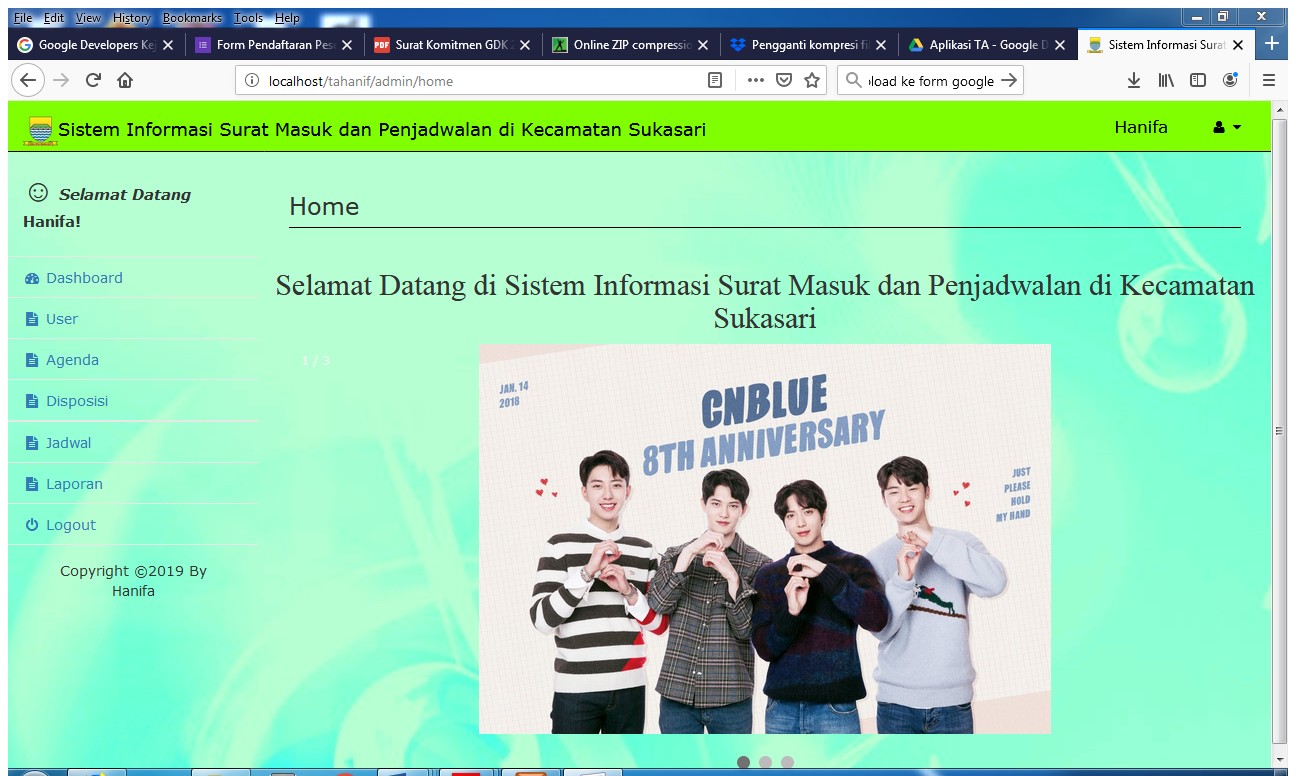 File Edit View History Bookmarks Tools Help
Google Developers Kej
Form Pendaftaran Pese
Surat Komitmen GDK 2
Online ZIP compressio
Pengganti kompresi fil
Aplikasi TA - Google D
Sistem Informasi Surat
localhost/tahanif/admin/home
load ke form google
Sistem Informasi Surat Masuk dan Penjadwalan di Kecamatan Sukasari
Hanifa
Selamat Datang
Hanifa!
Dashboard
User
Agenda
Disposisi
Jadwal
Laporan
Logout
Copyright ©2019 By
Hanifa
Home
Selamat Datang di Sistem Informasi Surat Masuk dan Penjadwalan di Kecamatan
Sukasari
1 / 3
JAN. 14
2018
CNBLUE
8TH ANNIVERSARY
JUST
PLEASE
HOLD
MY HAND